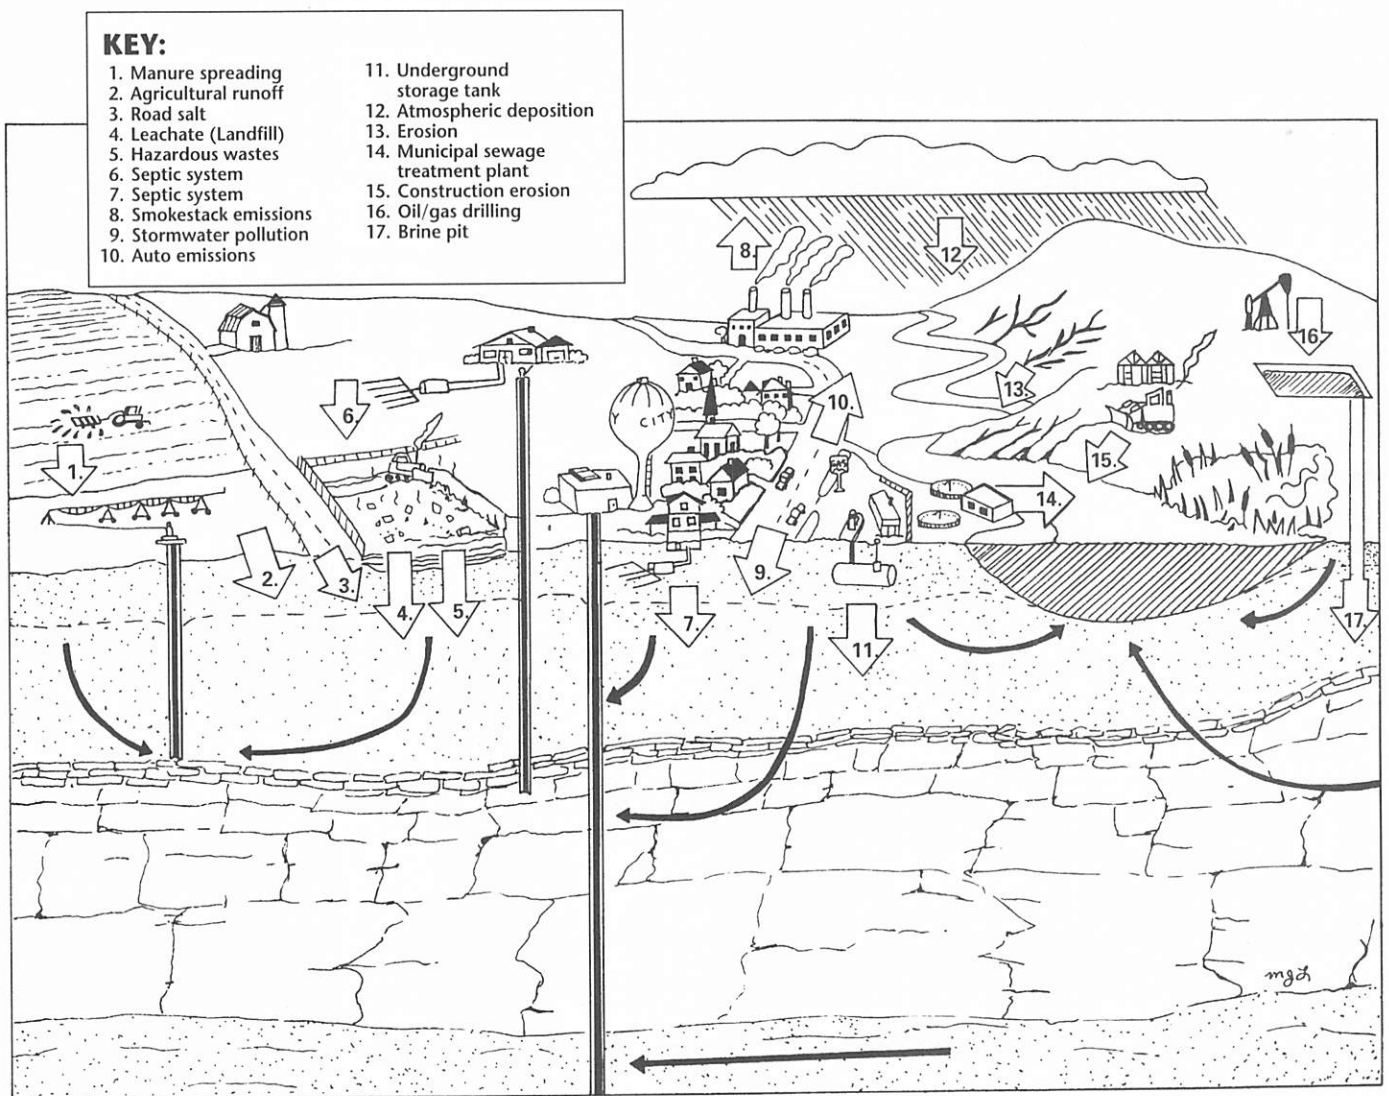 KEY:
1. Manure spreading
2. Agricultural runoff
3. Road salt
4. Leachate (Landfill)
5. Hazardous wastes
6. Septic system
7. Septic system
8. Smokestack emissions
9. Stormwater pollution
10. Auto emissions
11. Underground
storage tank
12. Atmospheric deposition
13. Erosion
14. Municipal sewage
treatment plant
15. Construction erosion
16. Oil/gas drilling
17. Brine pit
8.
12.
16.
13.
6.
10.
Y CITY
1.
15.
14.
2.
3.
4.
5.
9.
7.
11.
17.